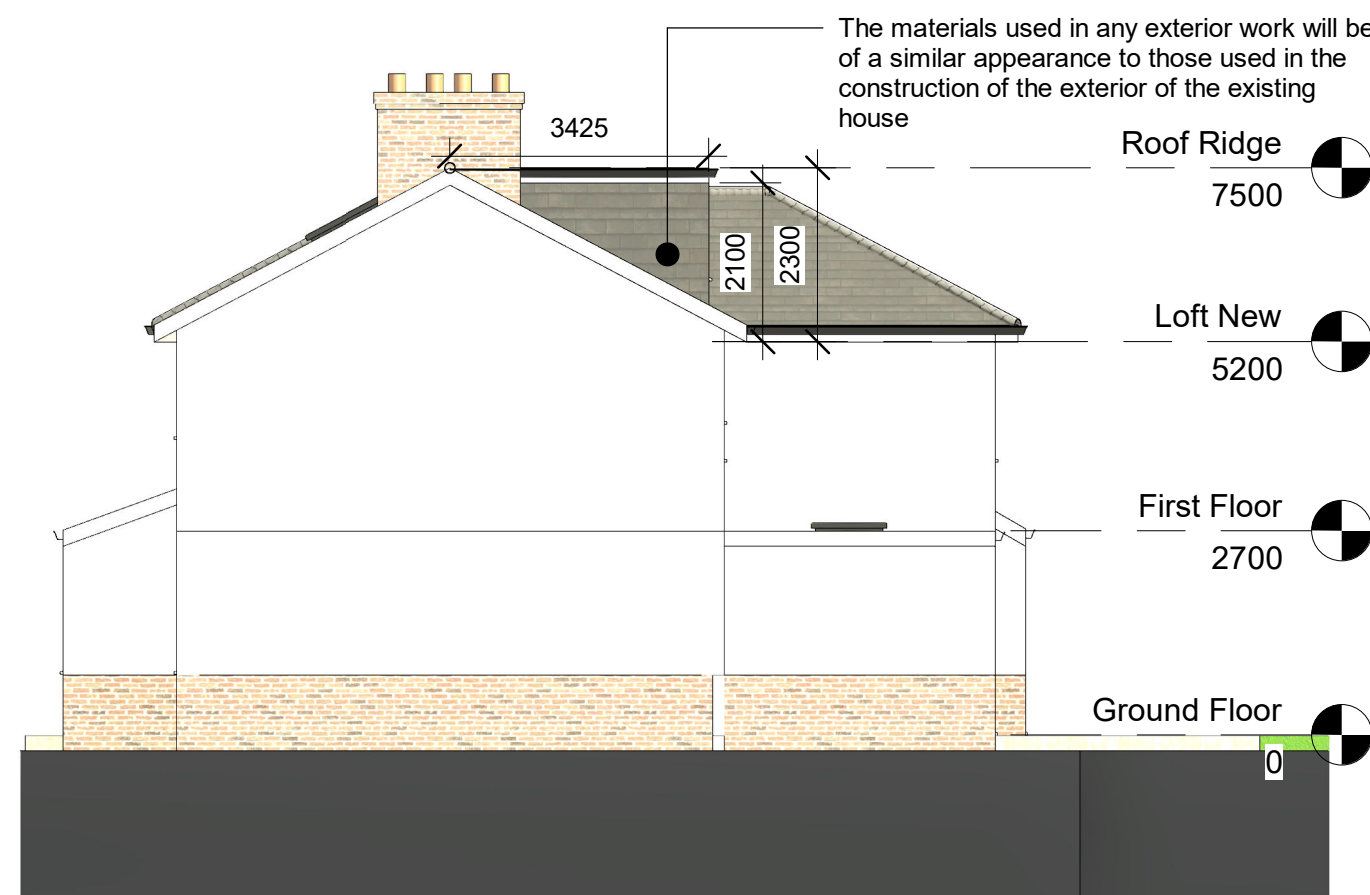 The materials used in any exterior work will be
of a similar appearance to those used in the
construction of the exterior of the existing
house
3425
Roof Ridge
7500
2100
2300
Loft New
5200
First Floor
2700
Ground Floor
0